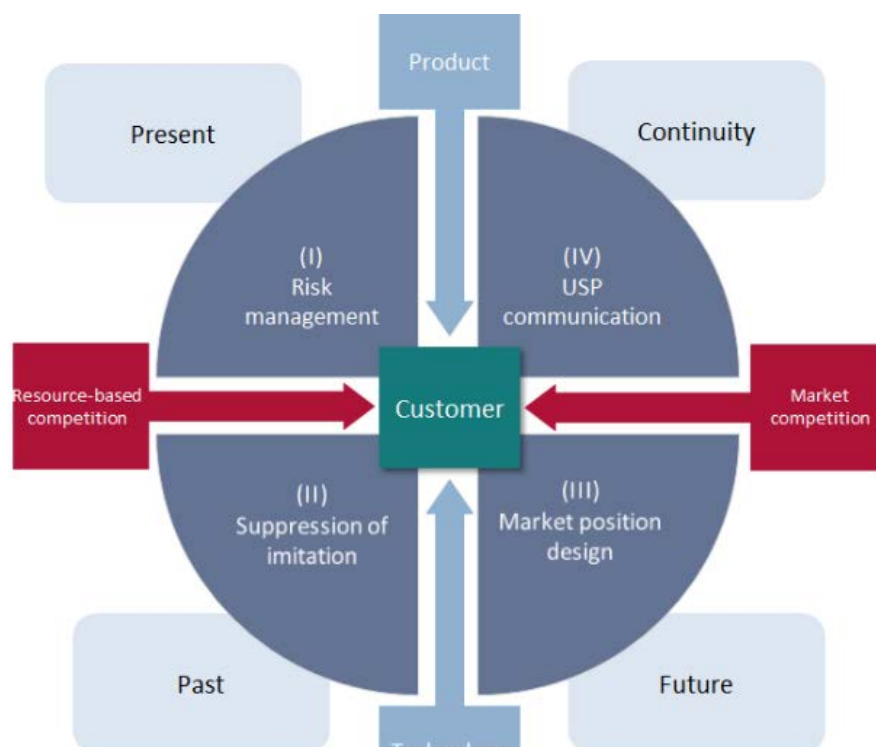 Product
Present
Continuity
(I)
Risk
management
(IV)
USP
communication
Resource-based
competition
Customer
Market
competition
(II)
Suppression of
imitation
(III)
Market position
design
Past
Future